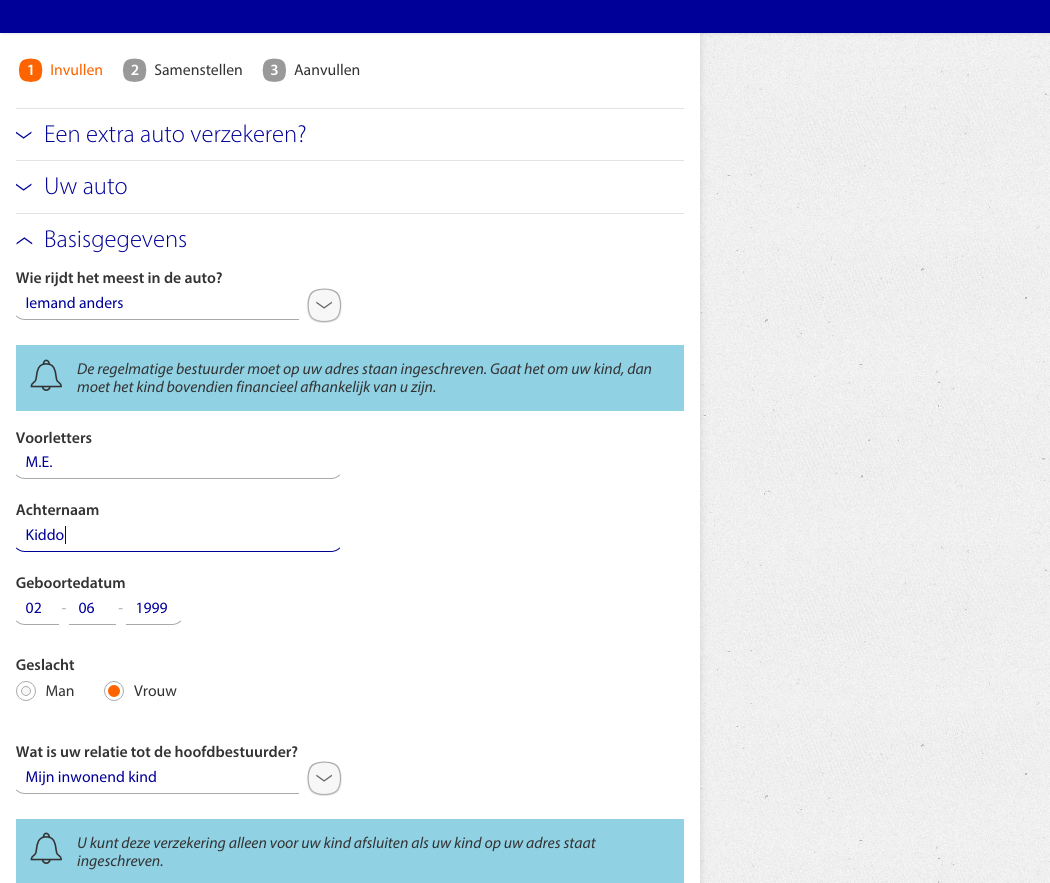 1 Invullen 2 Samenstellen 3 Aanvullen
Een extra auto verzekeren?
Uw auto
Basisgegevens
Wie rijdt het meest in de auto?
Iemand anders
De regelmatige bestuurder moet op uw adres staan ingeschreven. Gaat het om uw kind, dan
moet het kind bovendien financieel afhankelijk van u zijn.
Voorletters
M.E.
Achternaam
Kiddo
Geboortedatum
02 - 06 - 1999
Geslacht
Man Vrouw
Wat is uw relatie tot de hoofdbestuurder?
Mijn inwonend kind
U kunt deze verzekering alleen voor uw kind afsluiten als uw kind op uw adres staat
ingeschreven.